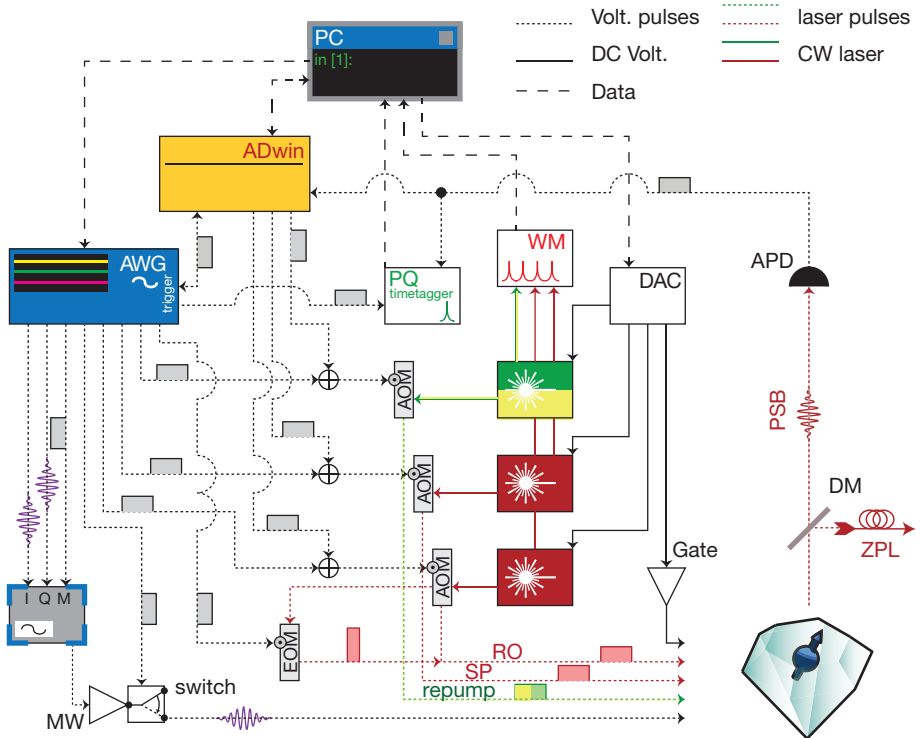 PC
in [1]:
Volt. pulses
laser pulses
DC Volt.
CW laser
Data
ADwin
AWG
trigger
PQ
timetagger
WM
DAC
APD
AOM
PSB
AOM
DM
ZPL
AOM
Gate
I Q M
EOM
RO
SP
repump
switch
MW